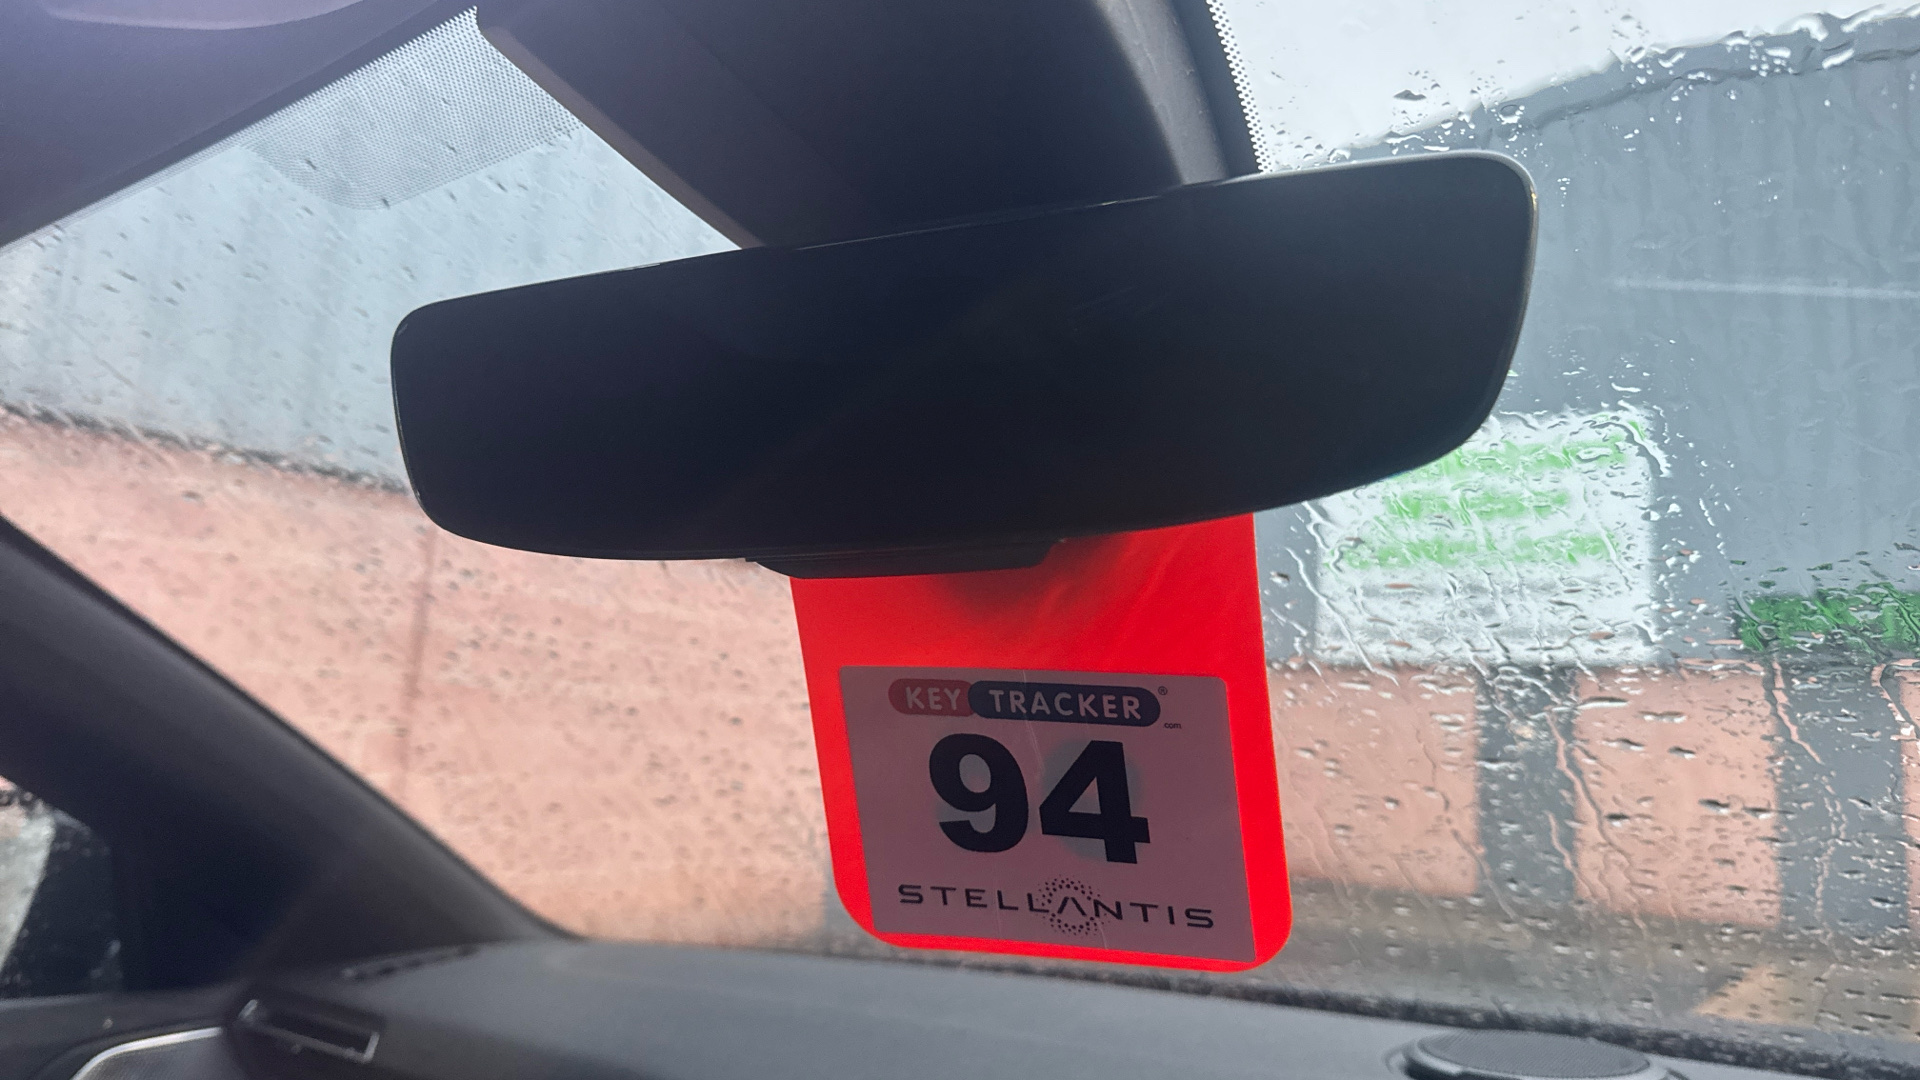 KEY TRACKER®
.com
94
STELLANTIS